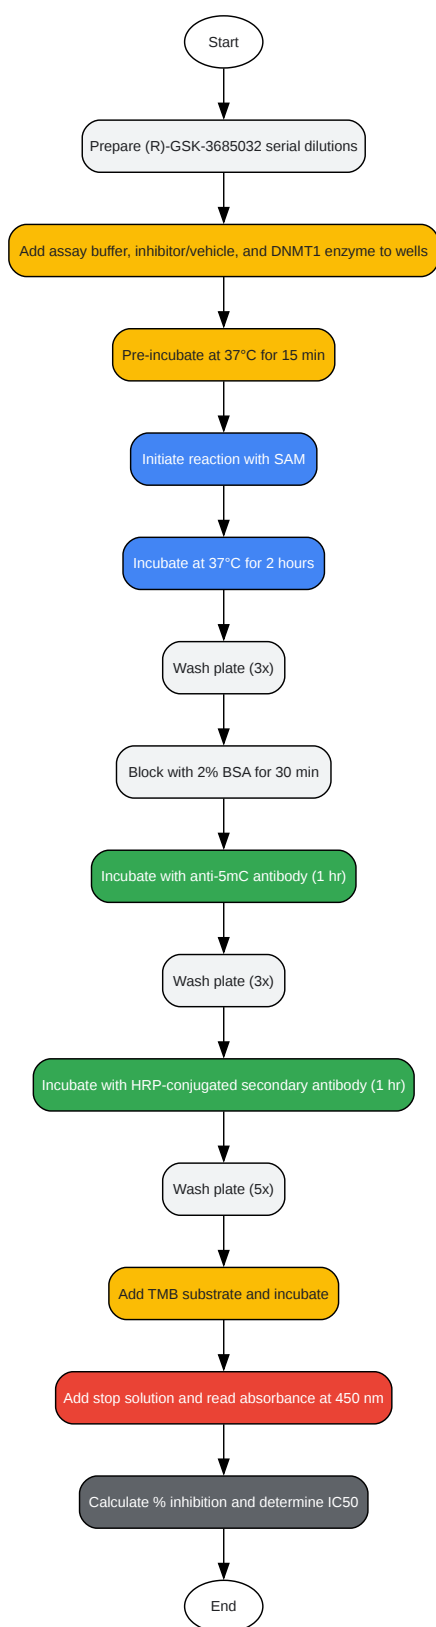 Start
Prepare (R)-GSK-3685032 serial dilutions
Add assay buffer, inhibitor/vehicle, and DNMT1 enzyme to wells
Pre-incubate at 37°C for 15 min
Initiate reaction with SAM
Incubate at 37°C for 2 hours
Wash plate (3x)
Block with 2% BSA for 30 min
Incubate with anti-5mC antibody (1 hr)
Wash plate (3x)
Incubate with HRP-conjugated secondary antibody (1 hr)
Wash plate (5x)
Add TMB substrate and incubate
Add stop solution and read absorbance at 450 nm
Calculate % inhibition and determine IC50
End